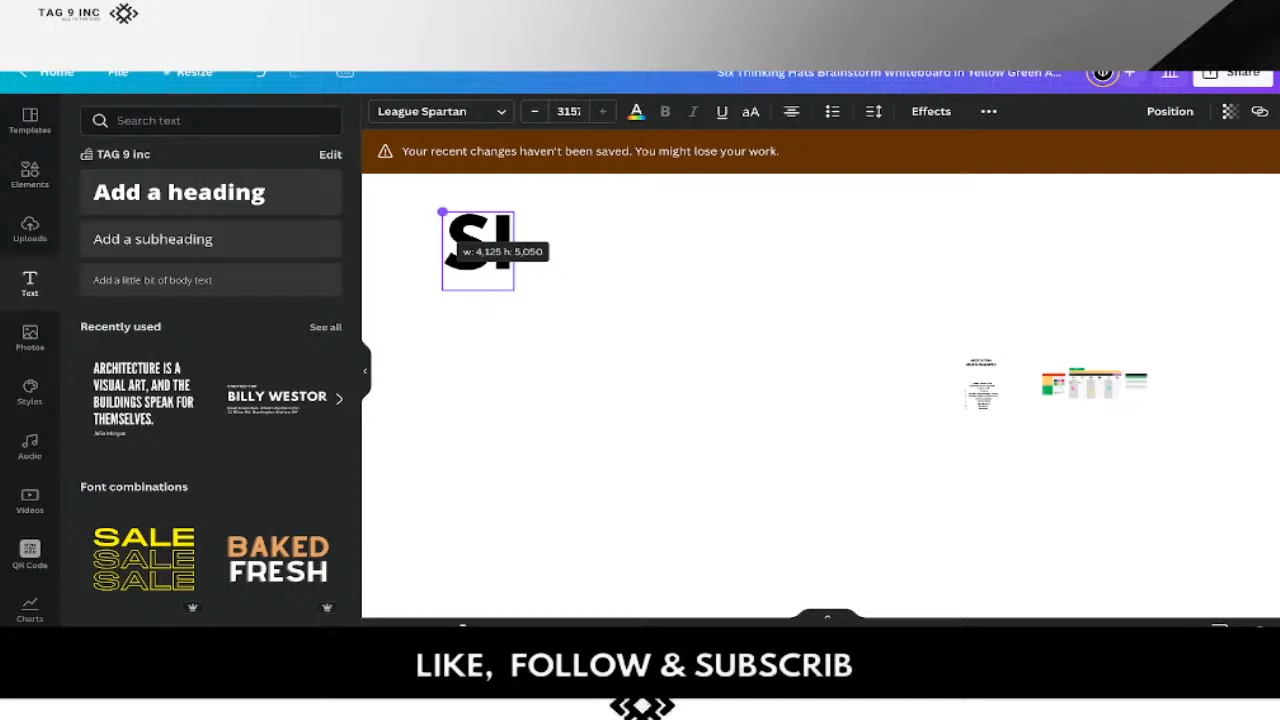 TAG 9 INC
Home File Resize
Six Thinking Hats Brainstorm Whiteboard in Yellow Green A...
Share
Templates
Elements
Uploads
Text
Photos
Styles
Audio
Videos
QR Code
Charts
Search text
TAG 9 inc Edit
Add a heading
Add a subheading
Add a little bit of body text
Recently used See all
ARCHITECTURE IS A
VISUAL ART, AND THE
BUILDINGS SPEAK FOR
THEMSELVES.
Julia Morgan
BILLY WESTOR
Font combinations
SALE
SALE
SALE
BAKED
FRESH
League Spartan − 315 + A B I U aA Effects ••• Position
Your recent changes haven't been saved. You might lose your work.
SI
w: 4,125 h: 5,050
LIKE, FOLLOW & SUBSCRIB